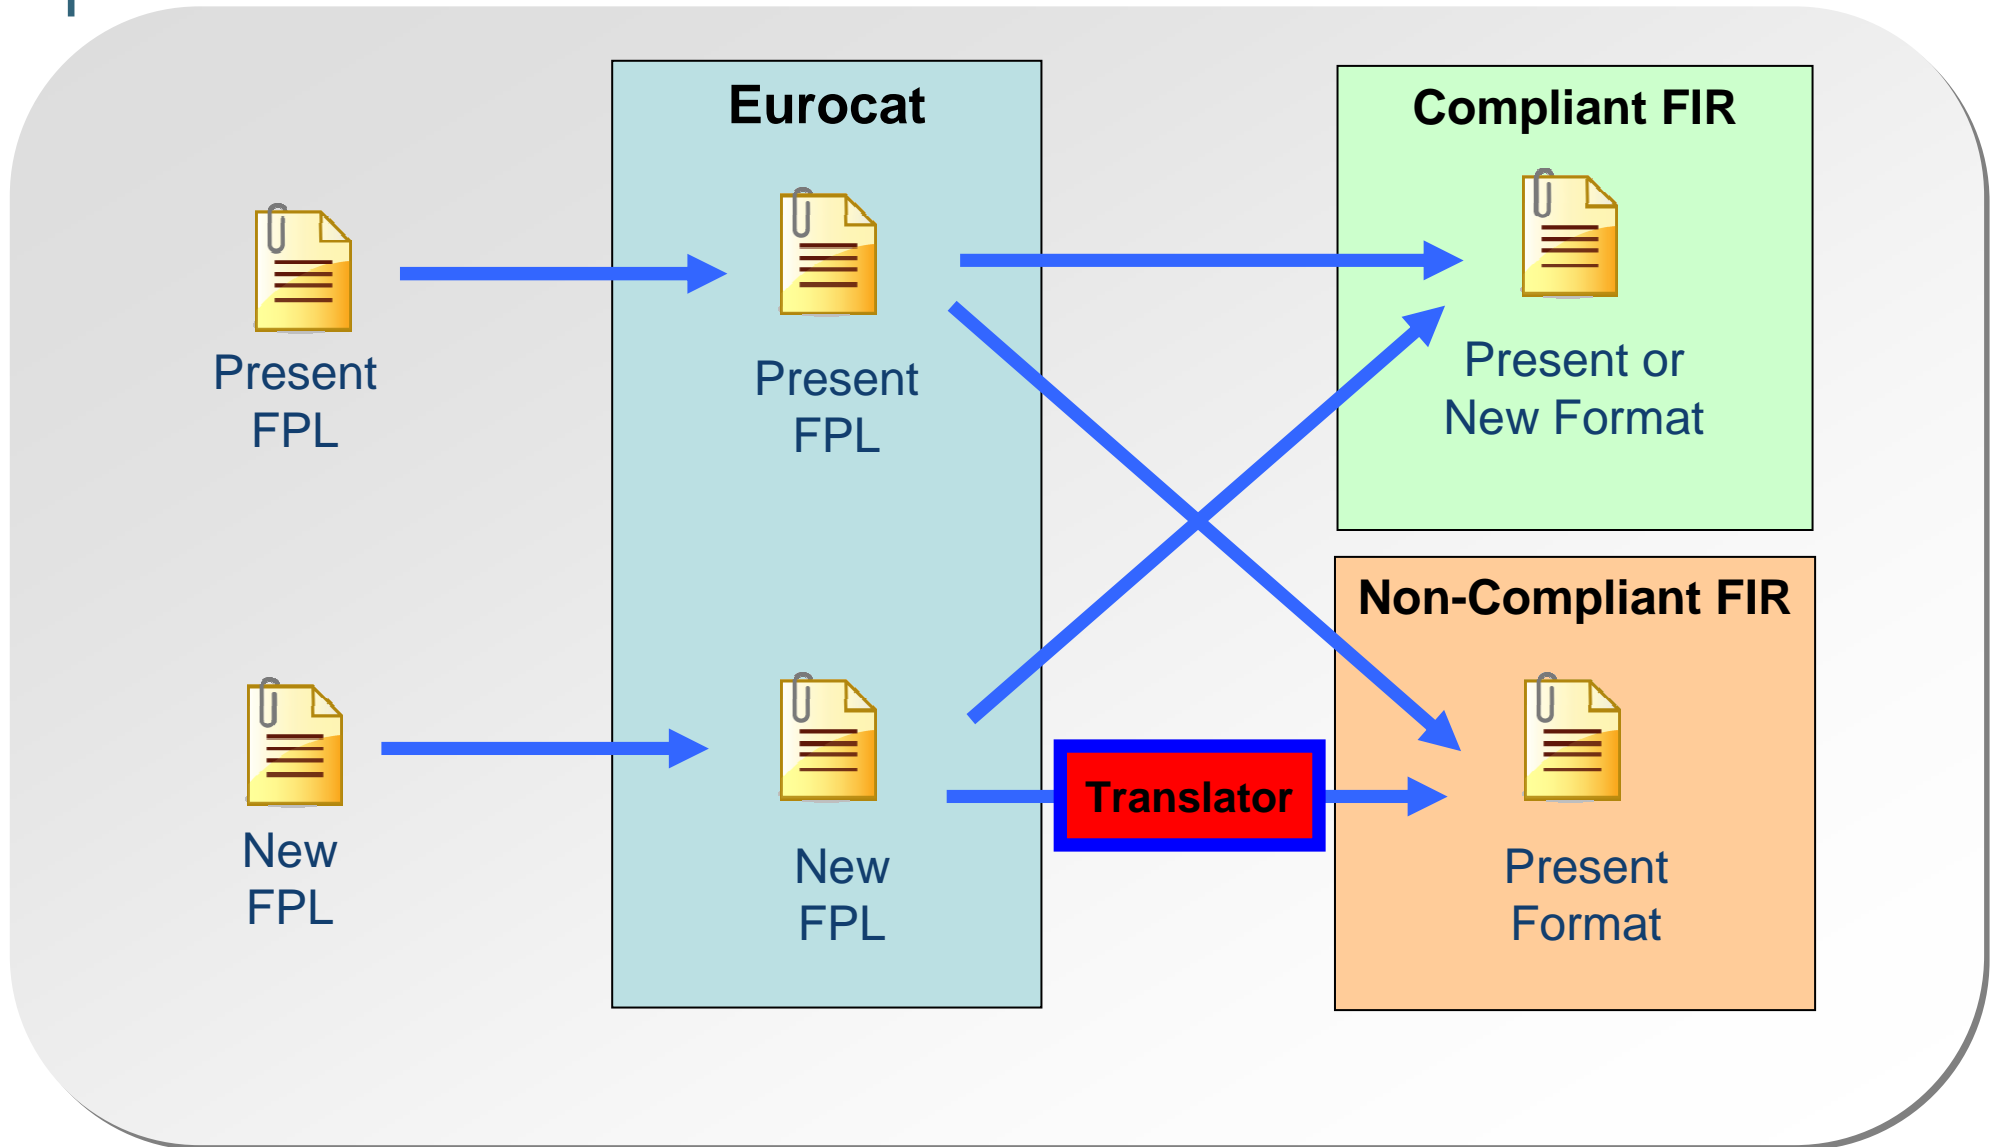 Present
FPL
New
FPL
Eurocat
Present
FPL
New
FPL
Translator
Compliant FIR
Present or
New Format
Non-Compliant FIR
Present
Format